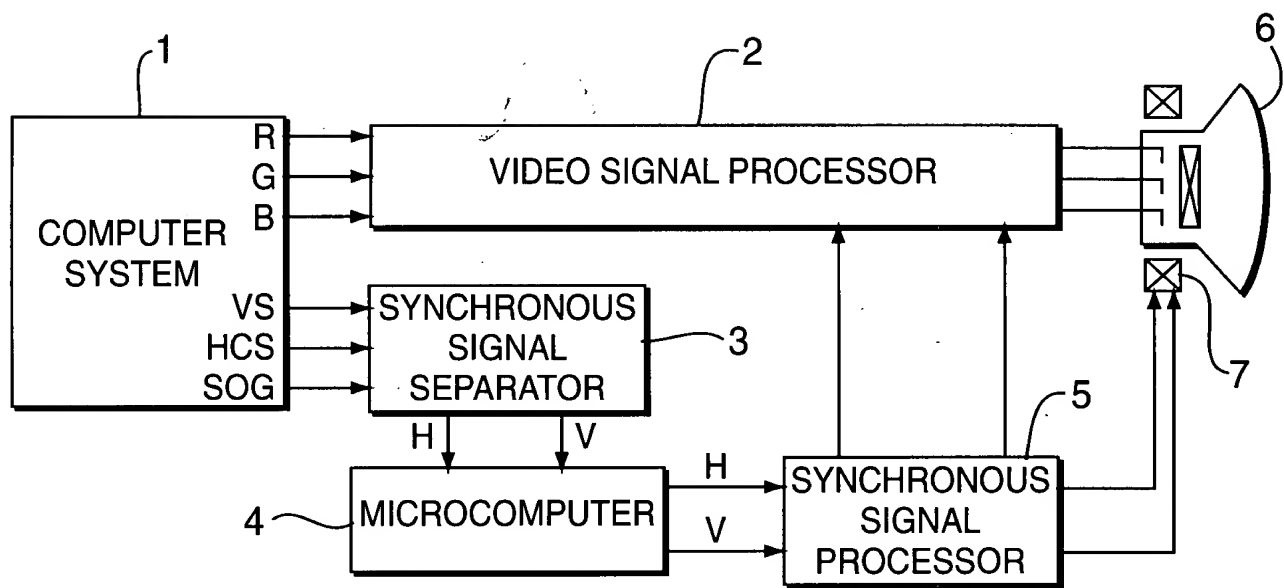 1
2
6
R
G
B
VIDEO SIGNAL PROCESSOR
COMPUTER
SYSTEM
VS
HCS
SOG
SYNCHRONOUS
SIGNAL
SEPARATOR
3
7
H
V
5
4
MICROCOMPUTER
H
V
SYNCHRONOUS
SIGNAL
PROCESSOR